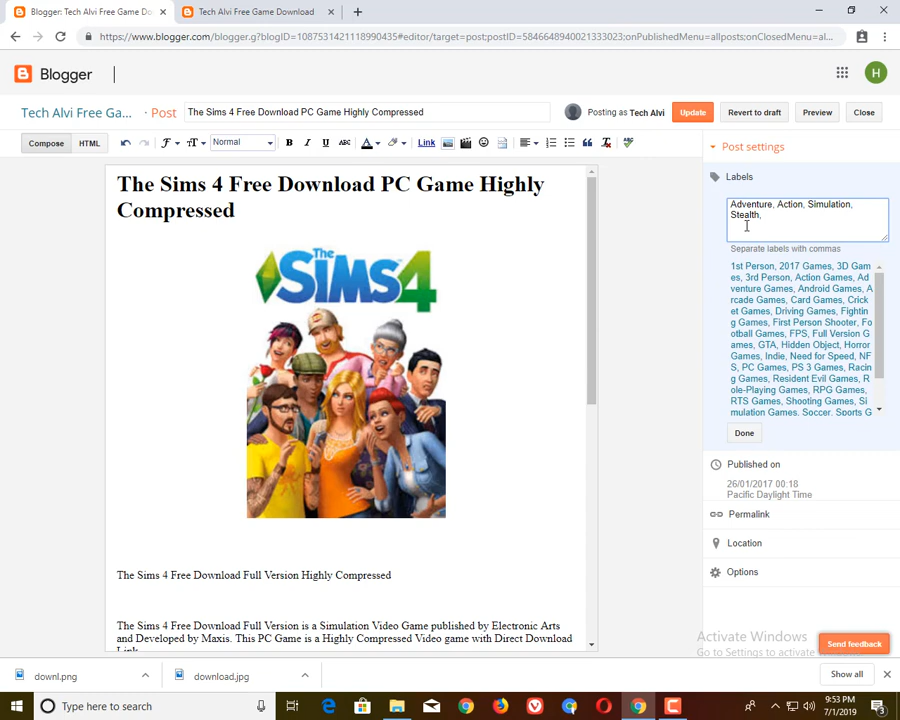 Blogger: Tech Alvi Free Game Do
Tech Alvi Free Game Download
https://www.blogger.com/blogger.g?blogID=1087531421118990435#editor/target=post;postID=5846648940021333023;onPublishedMenu=allposts;onClosedMenu=al...
Blogger
H
Tech Alvi Free Ga...
Post
The Sims 4 Free Download PC Game Highly Compressed
Posting as Tech Alvi
Update
Revert to draft
Preview
Close
Compose
HTML
Normal
B
I
U
ABC
A
Link
Post settings
Labels
Adventure, Action, Simulation,
Stealth,
Separate labels with commas
1st Person, 2017 Games, 3D Gam
es, 3rd Person, Action Games, Ad
venture Games, Android Games, A
rcade Games, Card Games, Crick
et Games, Driving Games, Fightin
g Games, First Person Shooter, Fo
otball Games, FPS, Full Version G
ames, GTA, Hidden Object, Horror
Games, Indie, Need for Speed, NF
S, PC Games, PS 3 Games, Racin
g Games, Resident Evil Games, R
ole-Playing Games, RPG Games,
RTS Games, Shooting Games, Si
mulation Games, Soccer, Sports G
Done
Published on
26/01/2017 00:18
Pacific Daylight Time
Permalink
Location
Options
The Sims 4 Free Download PC Game Highly
Compressed
The SiMS 4
The Sims 4 Free Download Full Version Highly Compressed
The Sims 4 Free Download Full Version is a Simulation Video Game published by Electronic Arts
and Developed by Maxis. This PC Game is a Highly Compressed Video game with Direct Download
Link.
Activate Windows
Go to Settings to activate Windows.
Send feedback
downl.png
download.jpg
Show all
Type here to search
9:53 PM
7/1/2019
3